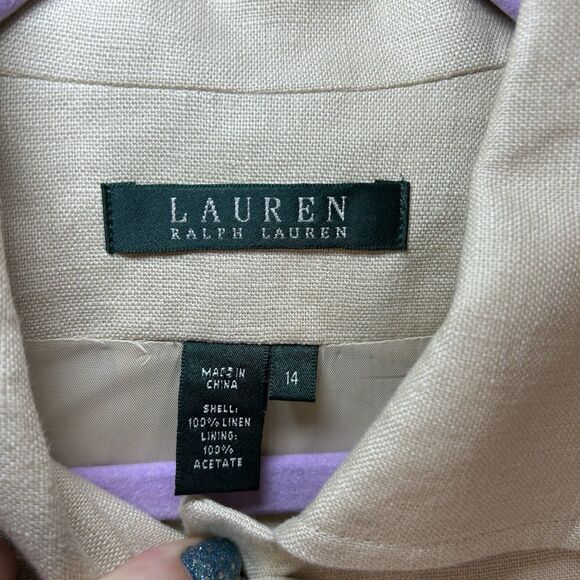 LAUREN
RALPH LAUREN
MADE IN
CHINA
14
SHELL:
100% LINEN
LINING:
100%
ACETATE